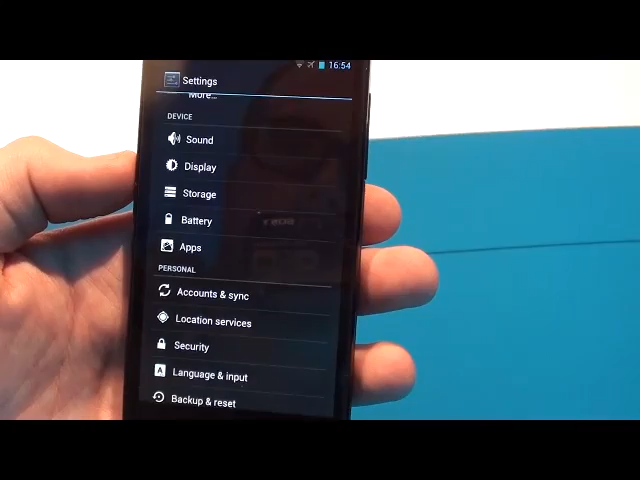 16:54
Settings
More...
DEVICE
Sound
Display
Storage
Battery
Apps
PERSONAL
Accounts & sync
Location services
Security
A
Language & input
Backup & reset